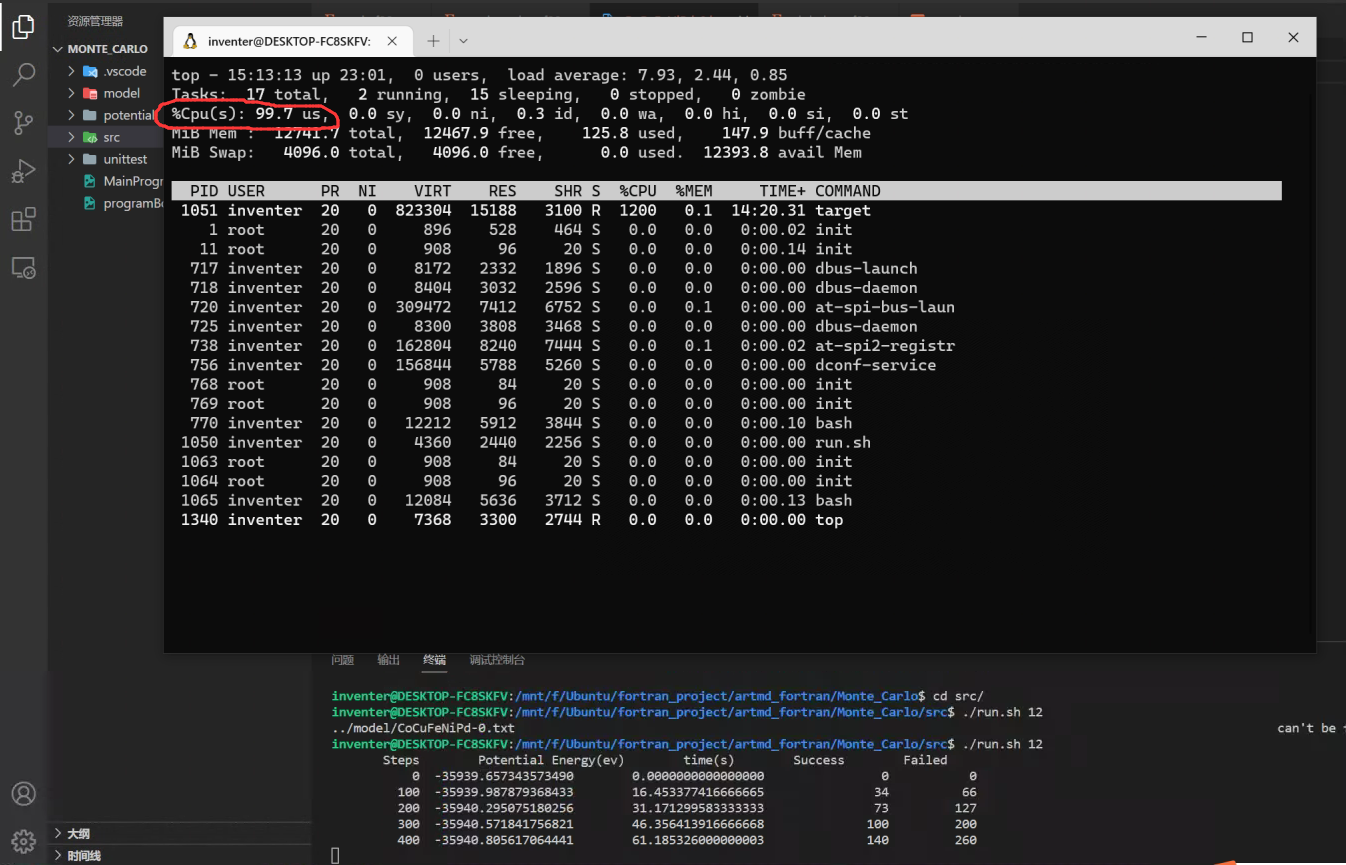 资源管理器
MONTE_CARLO
.vscode
model
potential
src
unittest
MainProgr
programBo
大纲
时间线
inventer@DESKTOP-FC8SKFV:
top - 15:13:13 up 23:01,  0 users,  load average: 7.93, 2.44, 0.85
Tasks:  17 total,   2 running,  15 sleeping,   0 stopped,   0 zombie
%Cpu(s): 99.7 us,  0.0 sy,  0.0 ni,  0.3 id,  0.0 wa,  0.0 hi,  0.0 si,  0.0 st
MiB Mem :  12741.7 total,  12467.9 free,    125.8 used,    147.9 buff/cache
MiB Swap:   4096.0 total,   4096.0 free,      0.0 used.  12393.8 avail Mem
PID USER      PR  NI    VIRT    RES    SHR S  %CPU  %MEM     TIME+ COMMAND
1051 inventer  20   0  823304  15188   3100 R  1200   0.1  14:20.31 target
1 root      20   0     896    528    464 S   0.0   0.0   0:00.02 init
11 root      20   0     908     96     20 S   0.0   0.0   0:00.14 init
717 inventer  20   0    8172   2332   1896 S   0.0   0.0   0:00.00 dbus-launch
718 inventer  20   0    8404   3032   2596 S   0.0   0.0   0:00.00 dbus-daemon
720 inventer  20   0  309472   7412   6752 S   0.0   0.1   0:00.00 at-spi-bus-laun
725 inventer  20   0    8300   3808   3468 S   0.0   0.0   0:00.00 dbus-daemon
738 inventer  20   0  162804   8240   7444 S   0.0   0.1   0:00.02 at-spi2-registr
756 inventer  20   0  156844   5788   5260 S   0.0   0.0   0:00.00 dconf-service
768 root      20   0     908     84     20 S   0.0   0.0   0:00.00 init
769 root      20   0     908     96     20 S   0.0   0.0   0:00.00 init
770 inventer  20   0   12212   5912   3844 S   0.0   0.0   0:00.10 bash
1050 inventer  20   0    4360   2440   2256 S   0.0   0.0   0:00.00 run.sh
1063 root      20   0     908     84     20 S   0.0   0.0   0:00.00 init
1064 root      20   0     908     96     20 S   0.0   0.0   0:00.00 init
1065 inventer  20   0   12084   5636   3712 S   0.0   0.0   0:00.13 bash
1340 inventer  20   0    7368   3300   2744 R   0.0   0.0   0:00.00 top
问题 输出 终端 调试控制台
inventer@DESKTOP-FC8SKFV:/mnt/f/Ubuntu/fortran_project/artmd_fortran/Monte_Carlo$ cd src/
inventer@DESKTOP-FC8SKFV:/mnt/f/Ubuntu/fortran_project/artmd_fortran/Monte_Carlo/src$ ./run.sh 12
../model/CoCuFeNiPd-0.txt can't be
inventer@DESKTOP-FC8SKFV:/mnt/f/Ubuntu/fortran_project/artmd_fortran/Monte_Carlo/src$ ./run.sh 12
Steps Potential Energy(ev) time(s) Success Failed
0 -35939.657343573490 0.0000000000000000 0 0
100 -35939.987879368433 16.453377416666665 34 66
200 -35940.295075180256 31.171299583333333 73 127
300 -35940.571841756821 46.356413916666668 100 200
400 -35940.805617064441 61.185326000000003 140 260